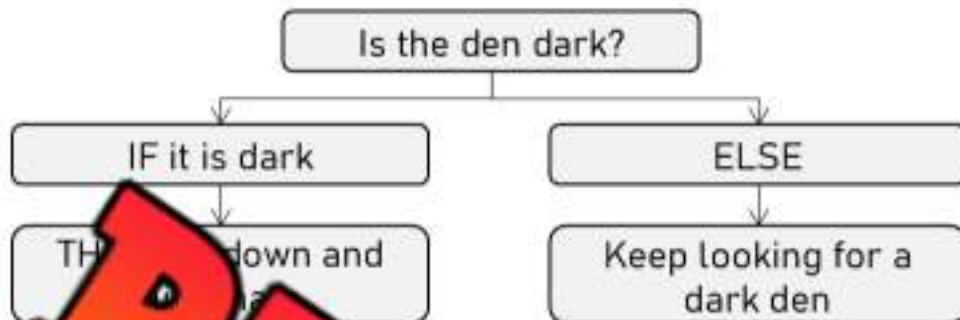 Is the den dark?
IF it is dark
ELSE
down and
Keep looking for a
dark den